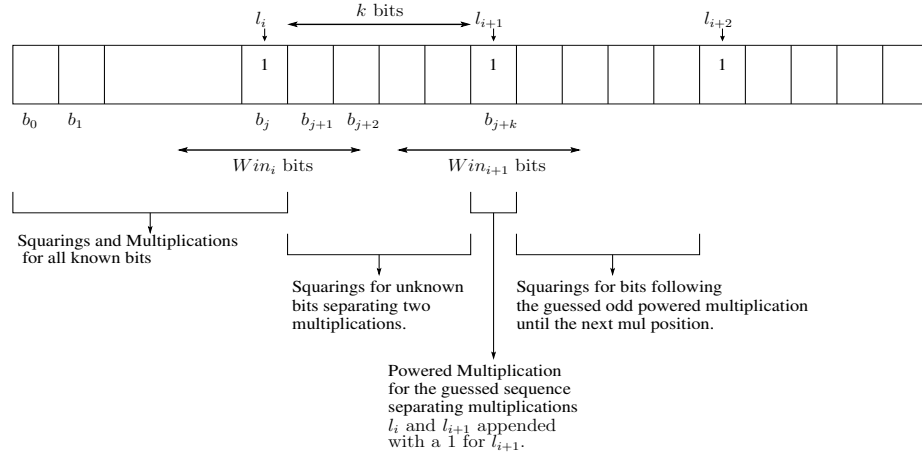 l_i k bits l_{i+1} l_{i+2}
1 1 1
b_0 b_1 b_j b_{j+1} b_{j+2} b_{j+k}
Win_i bits Win_{i+1} bits
Squarings and Multiplications
for all known bits
Squarings for unknown
bits separating two
multiplications.
Squarings for bits following
the guessed odd powered multiplication
until the next mul position.
Powered Multiplication
for the guessed sequence
separating multiplications
l_i and l_{i+1} appended
with a 1 for l_{i+1}.